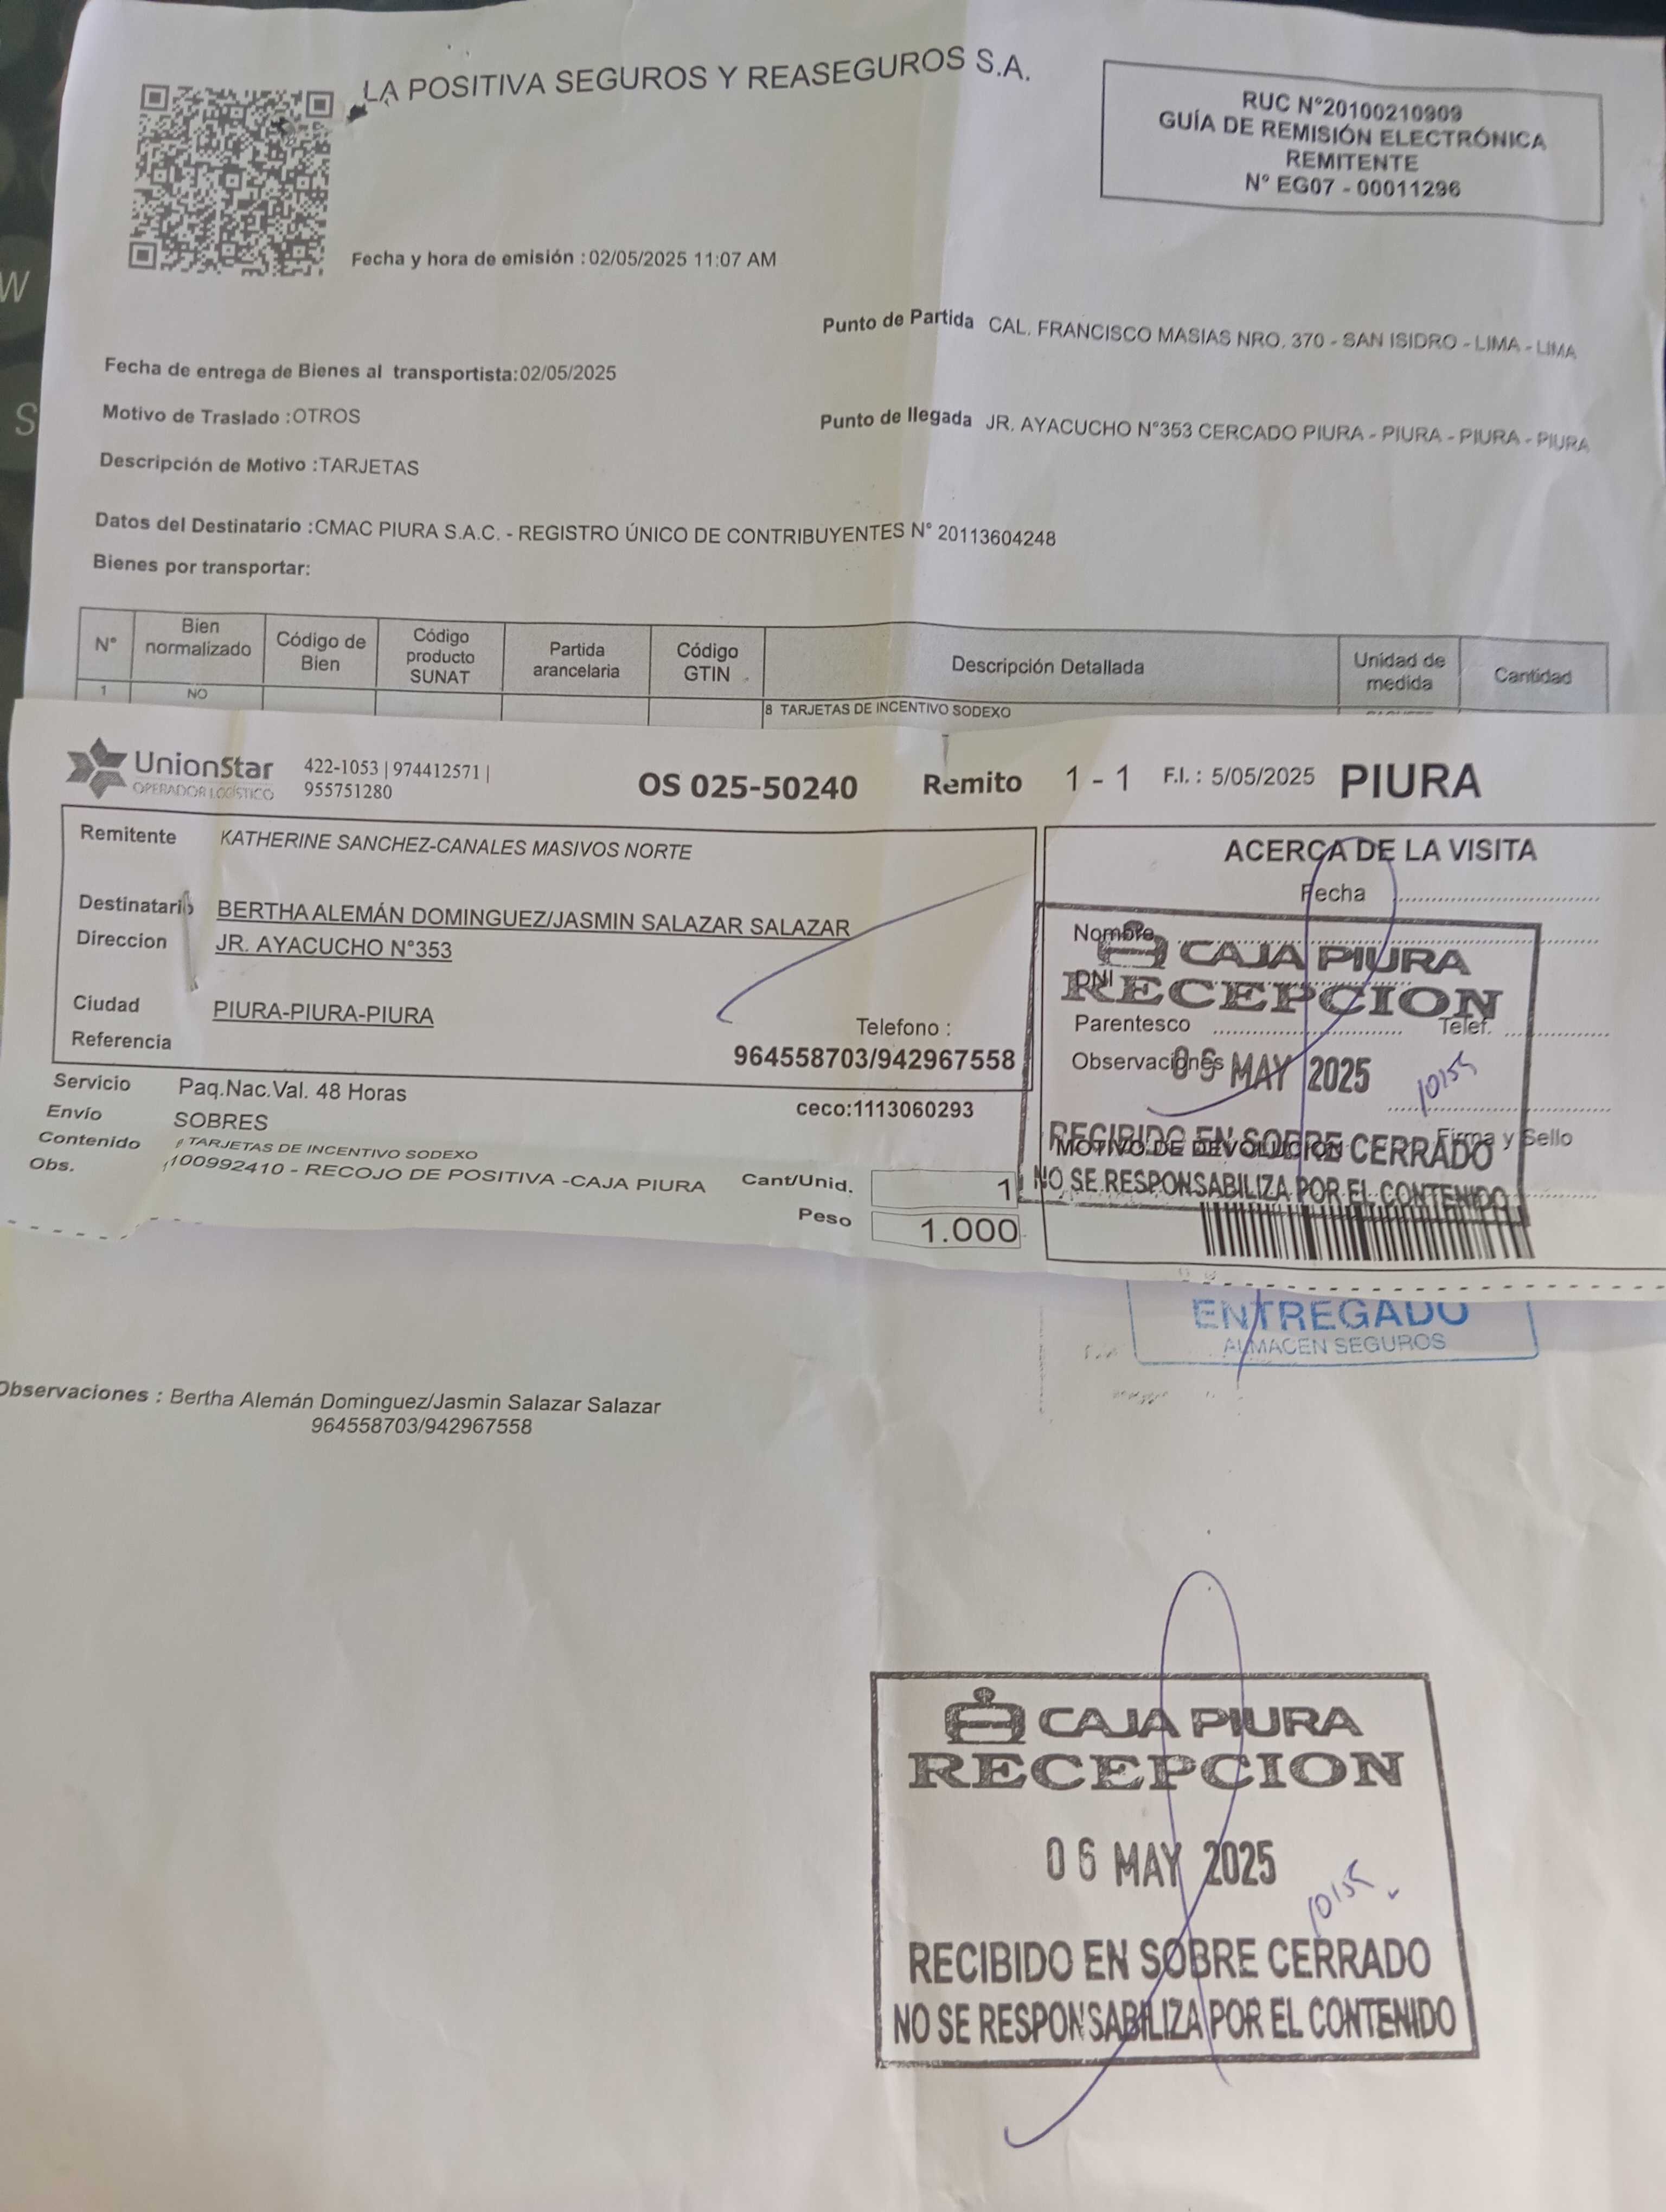 LA POSITIVA SEGUROS Y REASEGUROS S.A.
RUC N°20100210909
GUÍA DE REMISIÓN ELECTRÓNICA
REMITENTE
N° EG07 - 00011296
Fecha y hora de emisión : 02/05/2025 11:07 AM
Punto de Partida CAL. FRANCISCO MASIAS NRO. 370 - SAN ISIDRO - LIMA - LIMA
Fecha de entrega de Bienes al transportista:02/05/2025
Motivo de Traslado :OTROS
Punto de llegada JR. AYACUCHO N°353 CERCADO PIURA - PIURA - PIURA - PIURA
Descripción de Motivo :TARJETAS
Datos del Destinatario :CMAC PIURA S.A.C. - REGISTRO ÚNICO DE CONTRIBUYENTES N° 20113604248
Bienes por transportar:
N° Bien normalizado Código de Bien Código producto SUNAT Partida arancelaria Código GTIN Descripción Detallada Unidad de medida Cantidad
1 NO 8 TARJETAS DE INCENTIVO SODEXO
UnionStar
OPERADOR LOGÍSTICO
422-1053 | 974412571 |
955751280
OS 025-50240 Remito 1 - 1 F.I. : 5/05/2025 PIURA
Remitente KATHERINE SANCHEZ-CANALES MASIVOS NORTE
Destinatario BERTHA ALEMÁN DOMINGUEZ/JASMIN SALAZAR SALAZAR
Direccion JR. AYACUCHO N°353
Ciudad PIURA-PIURA-PIURA
Referencia
Telefono :
964558703/942967558
Servicio Paq.Nac.Val. 48 Horas
ceco:1113060293
Envío SOBRES
Contenido TARJETAS DE INCENTIVO SODEXO
Obs. 100992410 - RECOJO DE POSITIVA -CAJA PIURA
Cant/Unid. 1
Peso 1.000
ACERCA DE LA VISITA
Fecha
Nombre
DNI
Parentesco Telef.
Observaciones
Firma y Sello
MOTIVO DE DEVOLUCION
CAJA PIURA
RECEPCION
06 MAY 2025
10:55
RECIBIDO EN SOBRE CERRADO
NO SE RESPONSABILIZA POR EL CONTENIDO
ENTREGADO
ALMACEN SEGUROS
Observaciones : Bertha Alemán Dominguez/Jasmin Salazar Salazar
964558703/942967558
CAJA PIURA
RECEPCION
06 MAY 2025
10:55
RECIBIDO EN SOBRE CERRADO
NO SE RESPONSABILIZA POR EL CONTENIDO